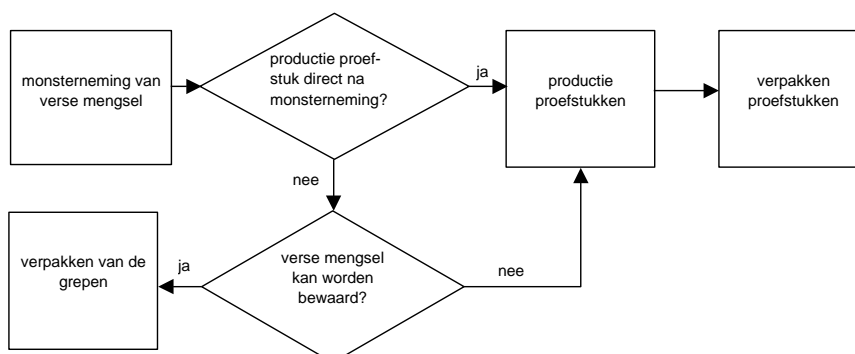 monsterneming van
verse mengsel
productie proef-
stuk direct na
monsterneming?
ja
productie
proefstukken
verpakken
proefstukken
nee
verpakken van de
grepen
ja
verse mengsel
kan worden
bewaard?
nee